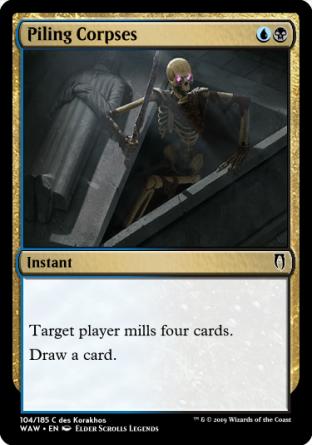 Piling Corpses
Instant
Target player mills four cards.
Draw a card.
104/185 C des Korakhos
WAW • EN Elder Scrolls Legends
™ & © 2019 Wizards of the Coast